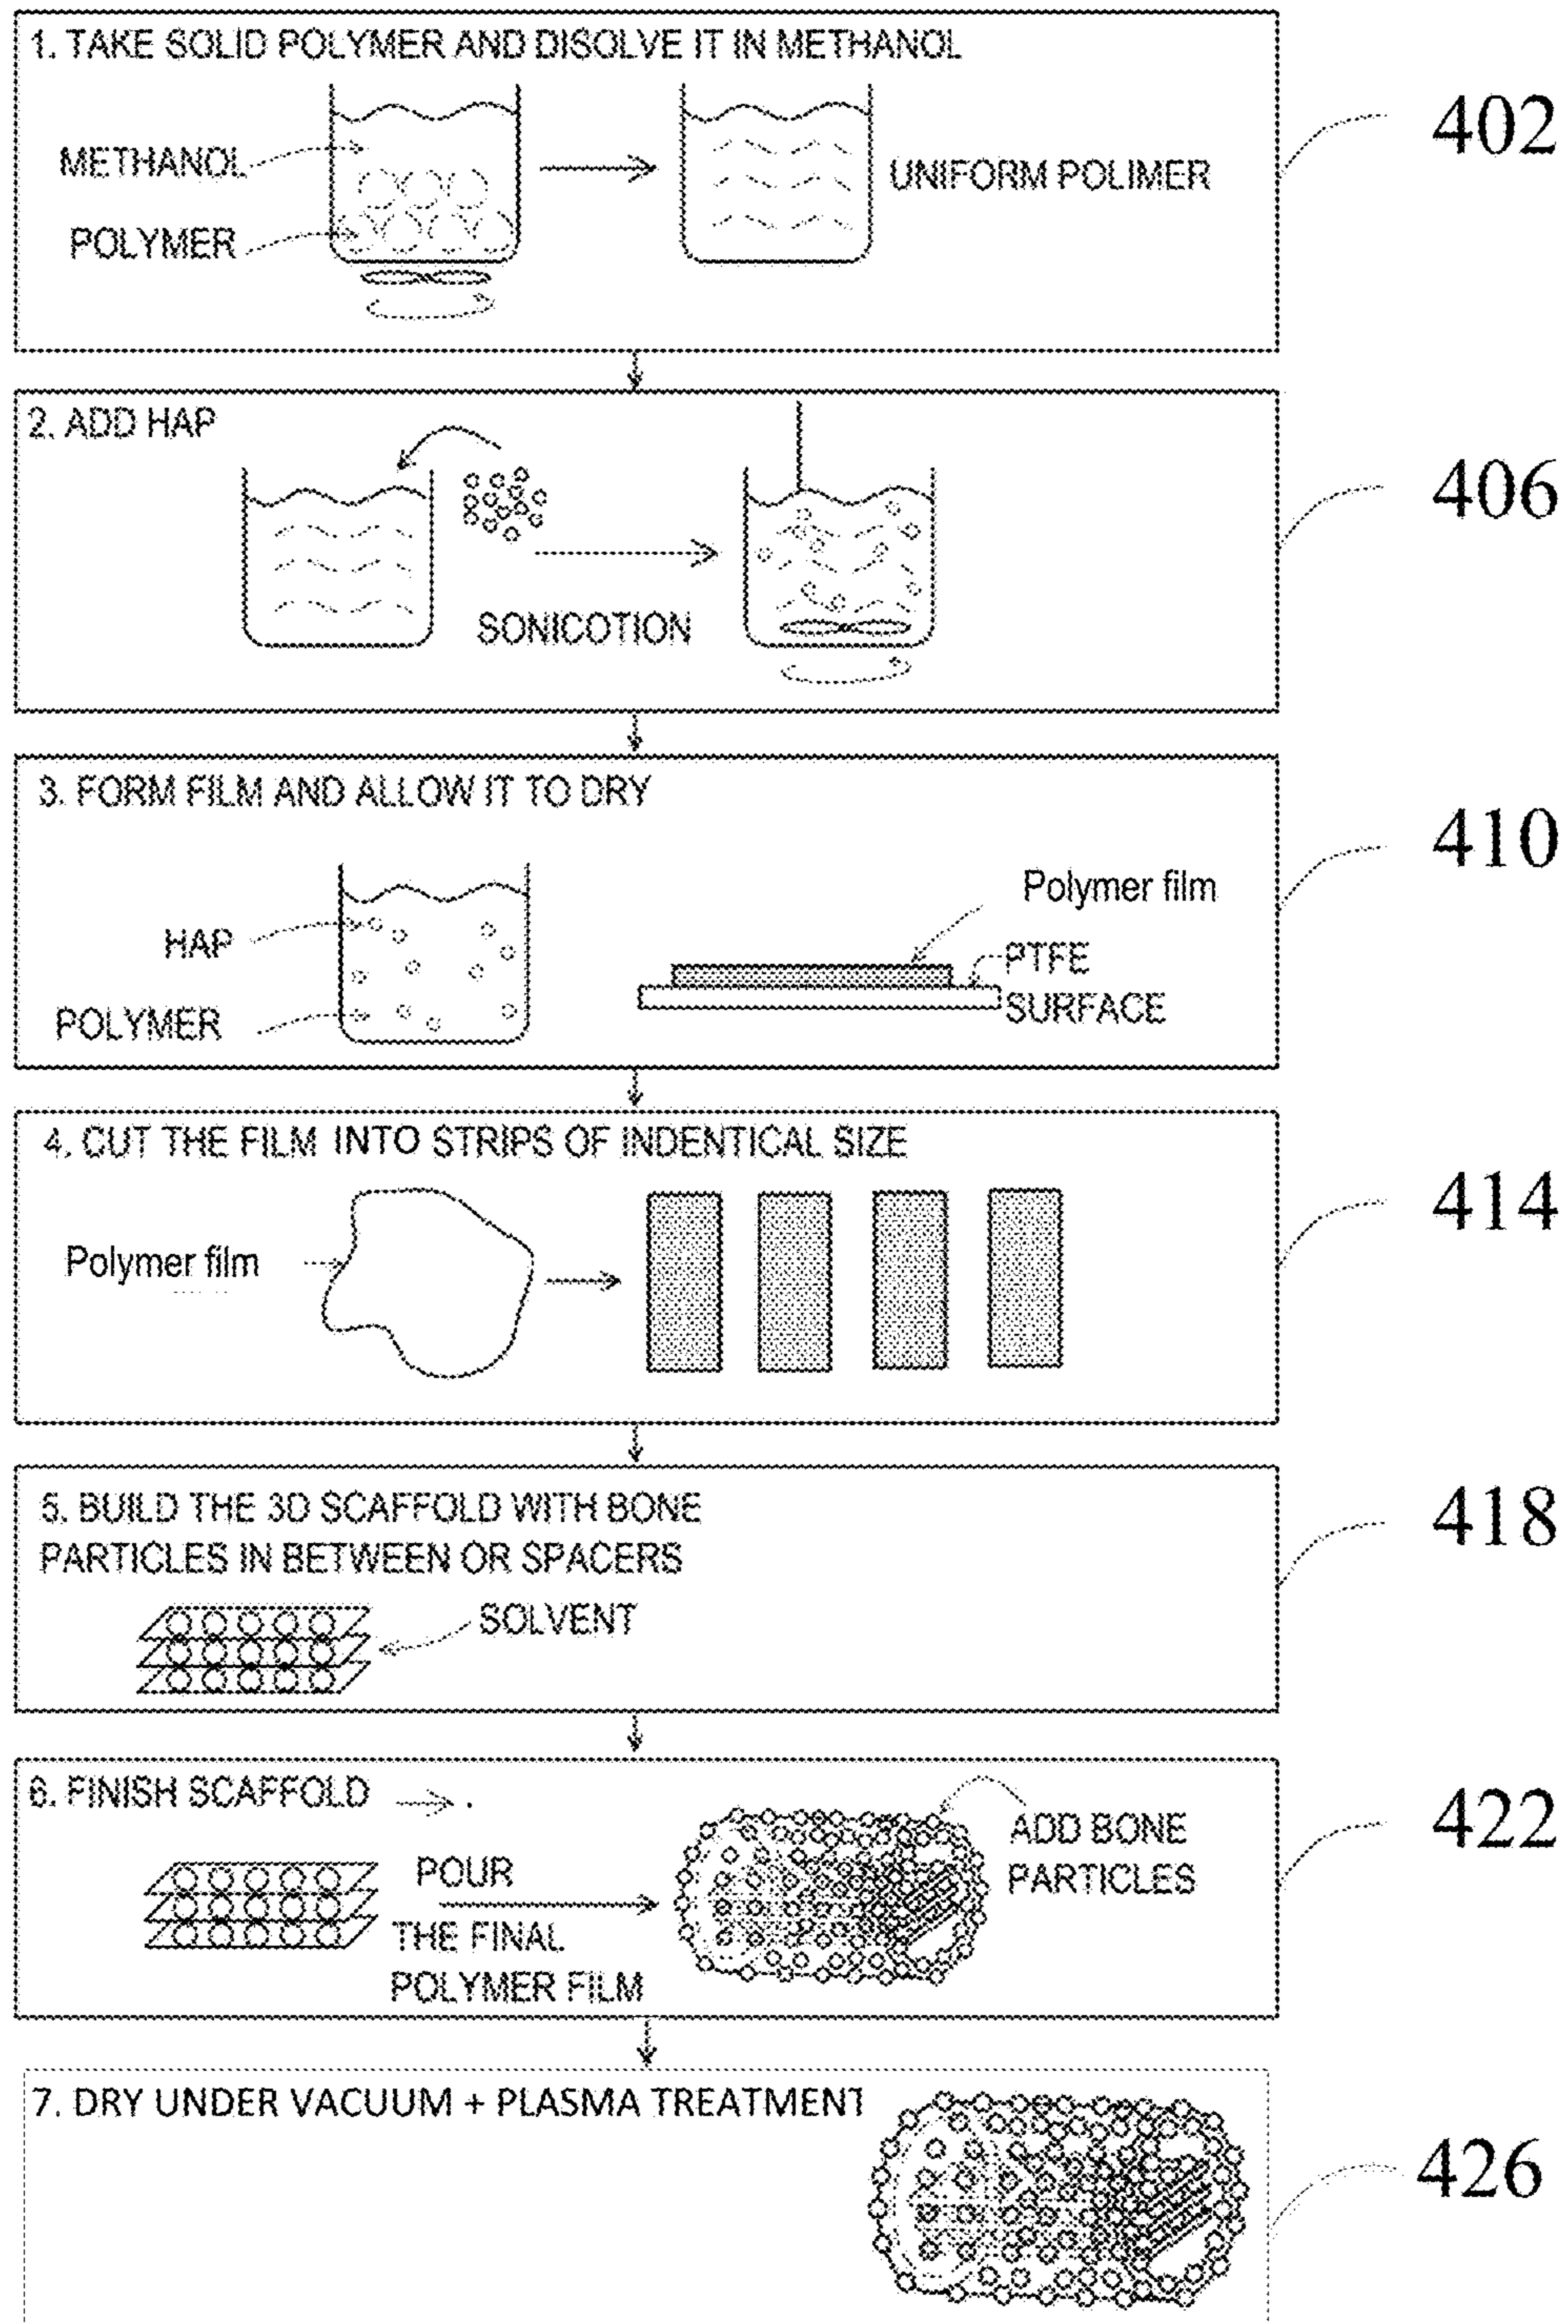 1. TAKE SOLID POLYMER AND DISOLVE IT IN METHANOL
METHANOL
POLYMER
UNIFORM POLIMER
402
2. ADD HAP
SONICOTION
406
3. FORM FILM AND ALLOW IT TO DRY
HAP
POLYMER
Polymer film
PTFE
SURFACE
410
4. CUT THE FILM INTO STRIPS OF INDENTICAL SIZE
Polymer film
414
5. BUILD THE 3D SCAFFOLD WITH BONE
PARTICLES IN BETWEEN OR SPACERS
SOLVENT
418
6. FINISH SCAFFOLD
POUR
THE FINAL
POLYMER FILM
ADD BONE
PARTICLES
422
7. DRY UNDER VACUUM + PLASMA TREATMENT
426